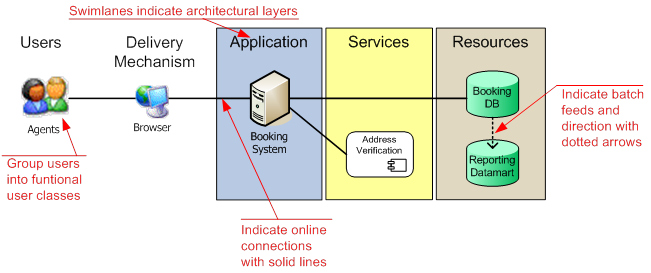 Swimlanes indicate architectural layers
Users
Delivery
Mechanism
Application
Services
Resources
Agents
Browser
Booking
System
Address
Verification
Booking
DB
Reporting
Datamart
Indicate batch
feeds and
direction with
dotted arrows
Group users
into funtional
user classes
Indicate online
connections
with solid lines